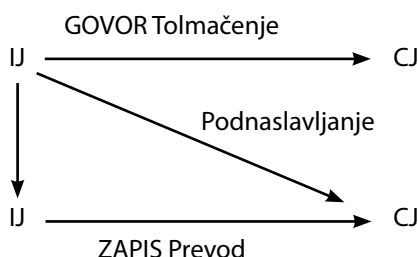 GOVOR Tolmačenje
IJ CJ
Podnaslavljanje
IJ CJ
ZAPIS Prevod